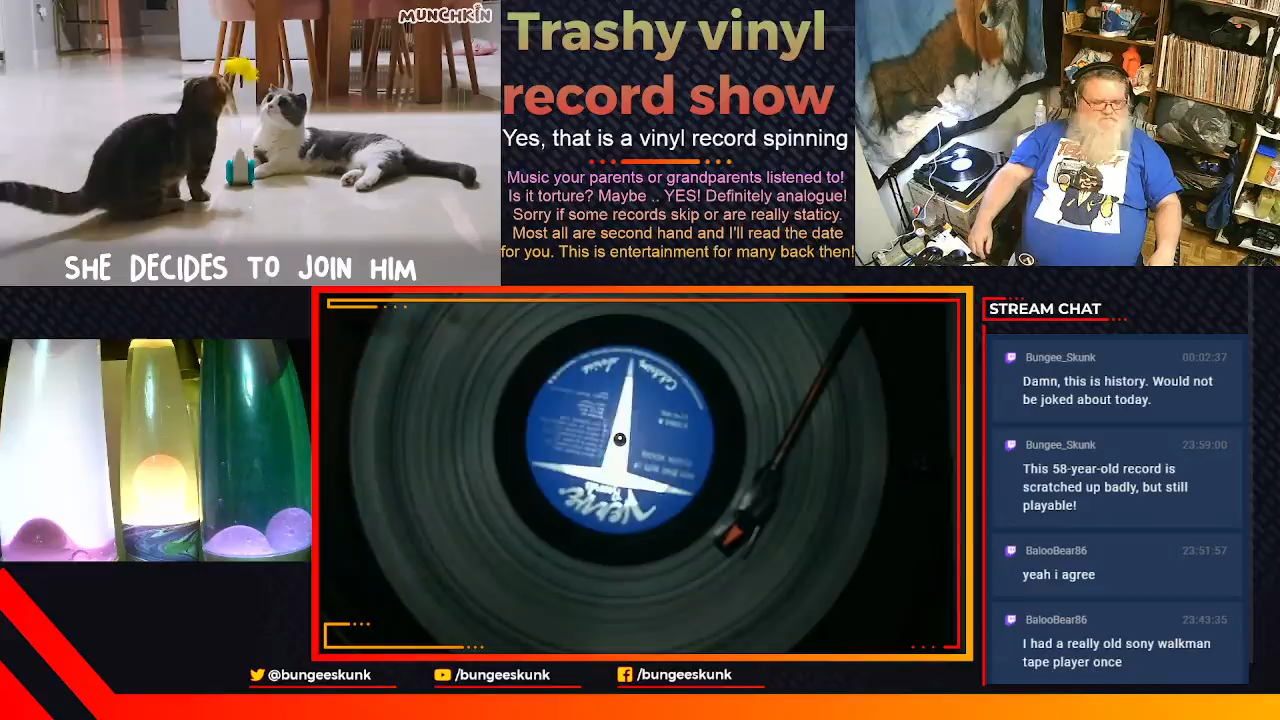 MUNCHKIN
SHE DECIDES TO JOIN HIM
Trashy vinyl
record show
Yes, that is a vinyl record spinning
Music your parents or grandparents listened to!
Is it torture? Maybe .. YES! Definitely analogue!
Sorry if some records skip or are really staticy.
Most all are second hand and I'll read the date
for you. This is entertainment for many back then!
Verve
STREAM CHAT
Bungee_Skunk 00:02:37
Damn, this is history. Would not
be joked about today.
Bungee_Skunk 23:59:00
This 58-year-old record is
scratched up badly, but still
playable!
BalooBear86 23:51:57
yeah i agree
BalooBear86 23:43:35
I had a really old sony walkman
tape player once
@bungeeskunk
/bungeeskunk
/bungeeskunk